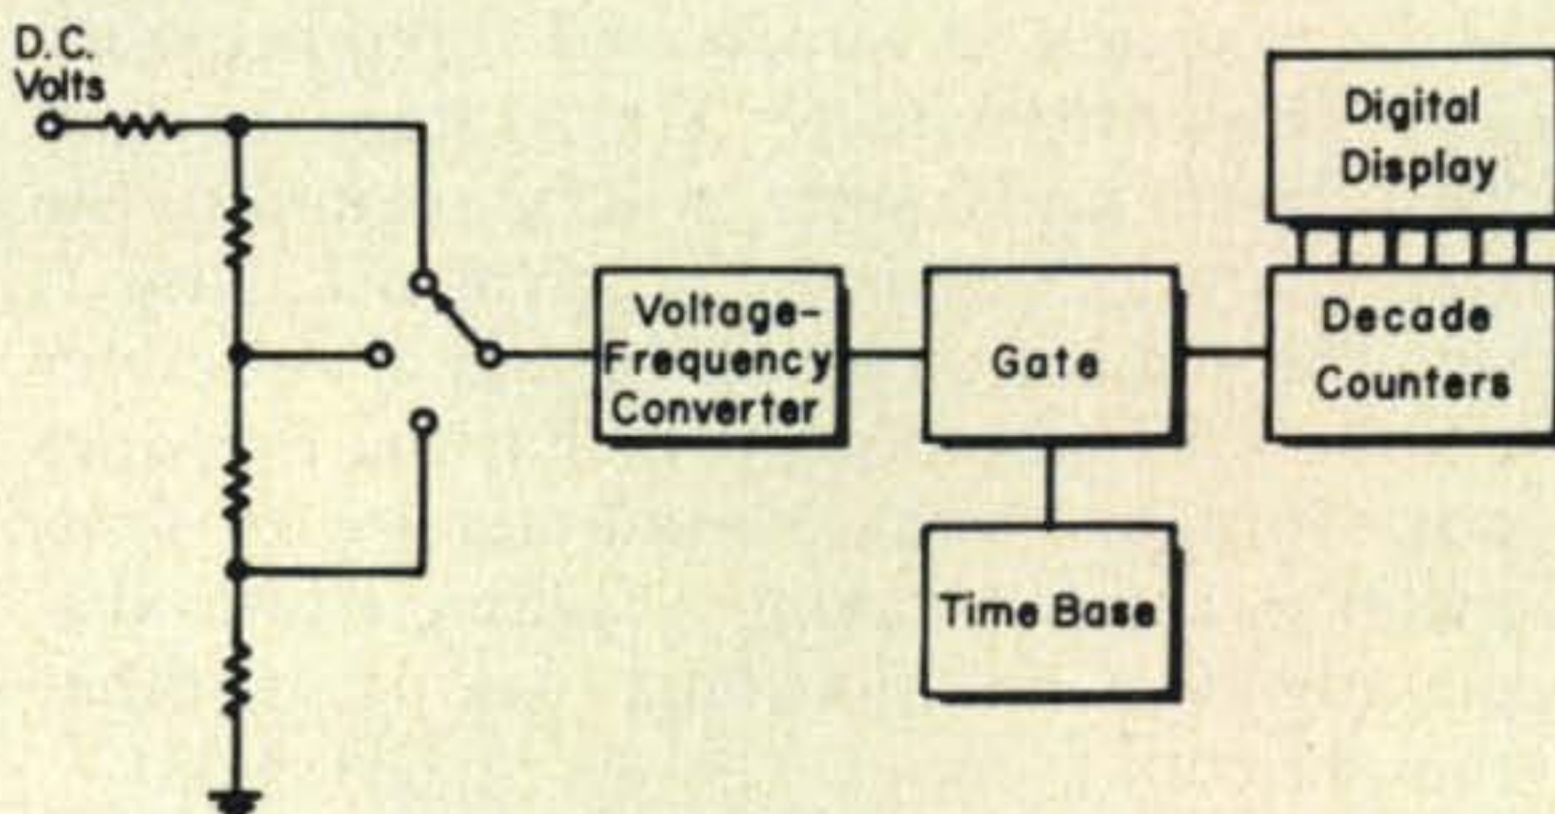 D.C.
Volts
Digital
Display
Voltage-
Frequency
Converter
Gate
Decade
Counters
Time Base